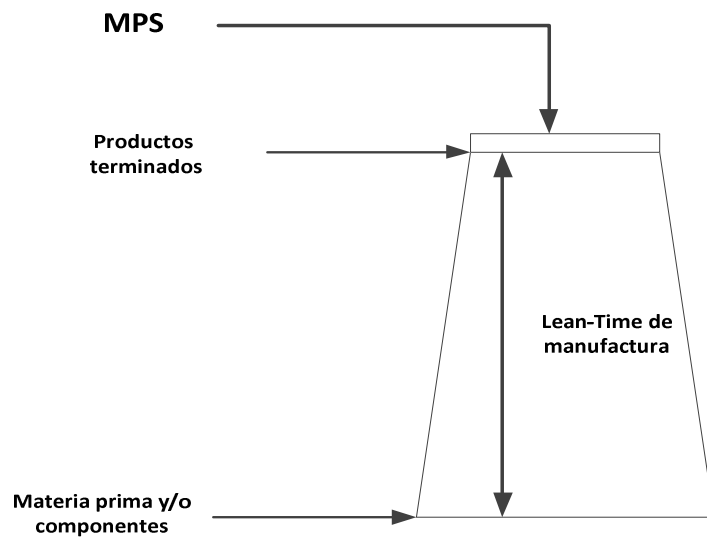 MPS
Productos
terminados
Lean-Time de
manufactura
Materia prima y/o
componentes